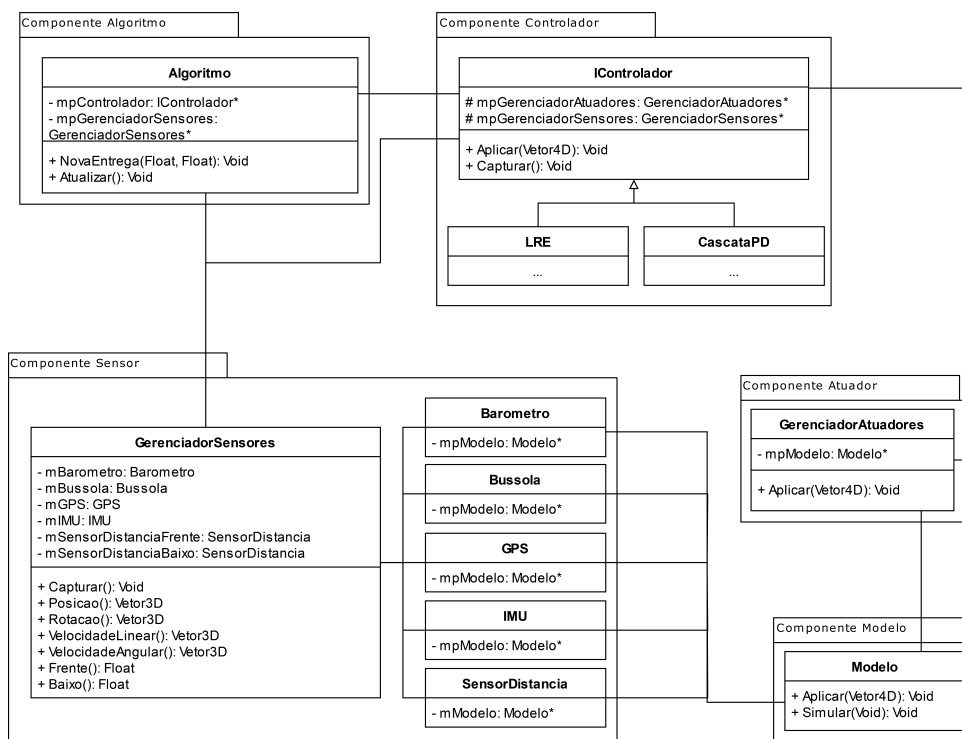 Componente Algoritmo
Algoritmo
- mpControlador: IControlador*
- mpGerenciadorSensores:
GerenciadorSensores*
+ NovaEntrega(Float, Float): Void
+ Atualizar(): Void
Componente Controlador
IControlador
# mpGerenciadorAtuadores: GerenciadorAtuadores*
# mpGerenciadorSensores: GerenciadorSensores*
+ Aplicar(Vetor4D): Void
+ Capturar(): Void
LRE
...
CascataPD
...
Componente Sensor
GerenciadorSensores
- mBarometro: Barometro
- mBussola: Bussola
- mGPS: GPS
- mIMU: IMU
- mSensorDistanciaFrente: SensorDistancia
- mSensorDistanciaBaixo: SensorDistancia
+ Capturar(): Void
+ Posicao(): Vetor3D
+ Rotacao(): Vetor3D
+ VelocidadeLinear(): Vetor3D
+ VelocidadeAngular(): Vetor3D
+ Frente(): Float
+ Baixo(): Float
Barometro
- mpModelo: Modelo*
Bussola
- mpModelo: Modelo*
GPS
- mpModelo: Modelo*
IMU
- mpModelo: Modelo*
SensorDistancia
- mModelo: Modelo*
Componente Atuador
GerenciadorAtuadores
- mpModelo: Modelo*
+ Aplicar(Vetor4D): Void
Componente Modelo
Modelo
+ Aplicar(Vetor4D): Void
+ Simular(Void): Void